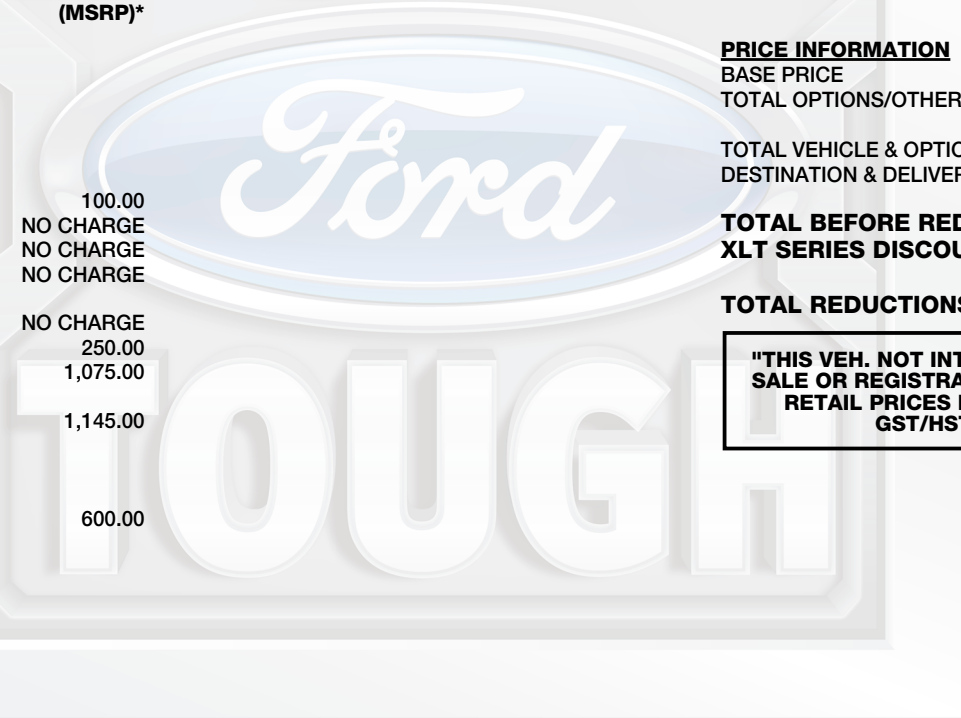 (MSRP)*
100.00
NO CHARGE
NO CHARGE
NO CHARGE
NO CHARGE
250.00
1,075.00
1,145.00
600.00
Ford
TOUGH
PRICE INFORMATION
BASE PRICE
TOTAL OPTIONS/OTHER
TOTAL VEHICLE & OPTIO
DESTINATION & DELIVER
TOTAL BEFORE RED
XLT SERIES DISCOU
TOTAL REDUCTIONS
"THIS VEH. NOT INT
SALE OR REGISTRA
RETAIL PRICES
GST/HST